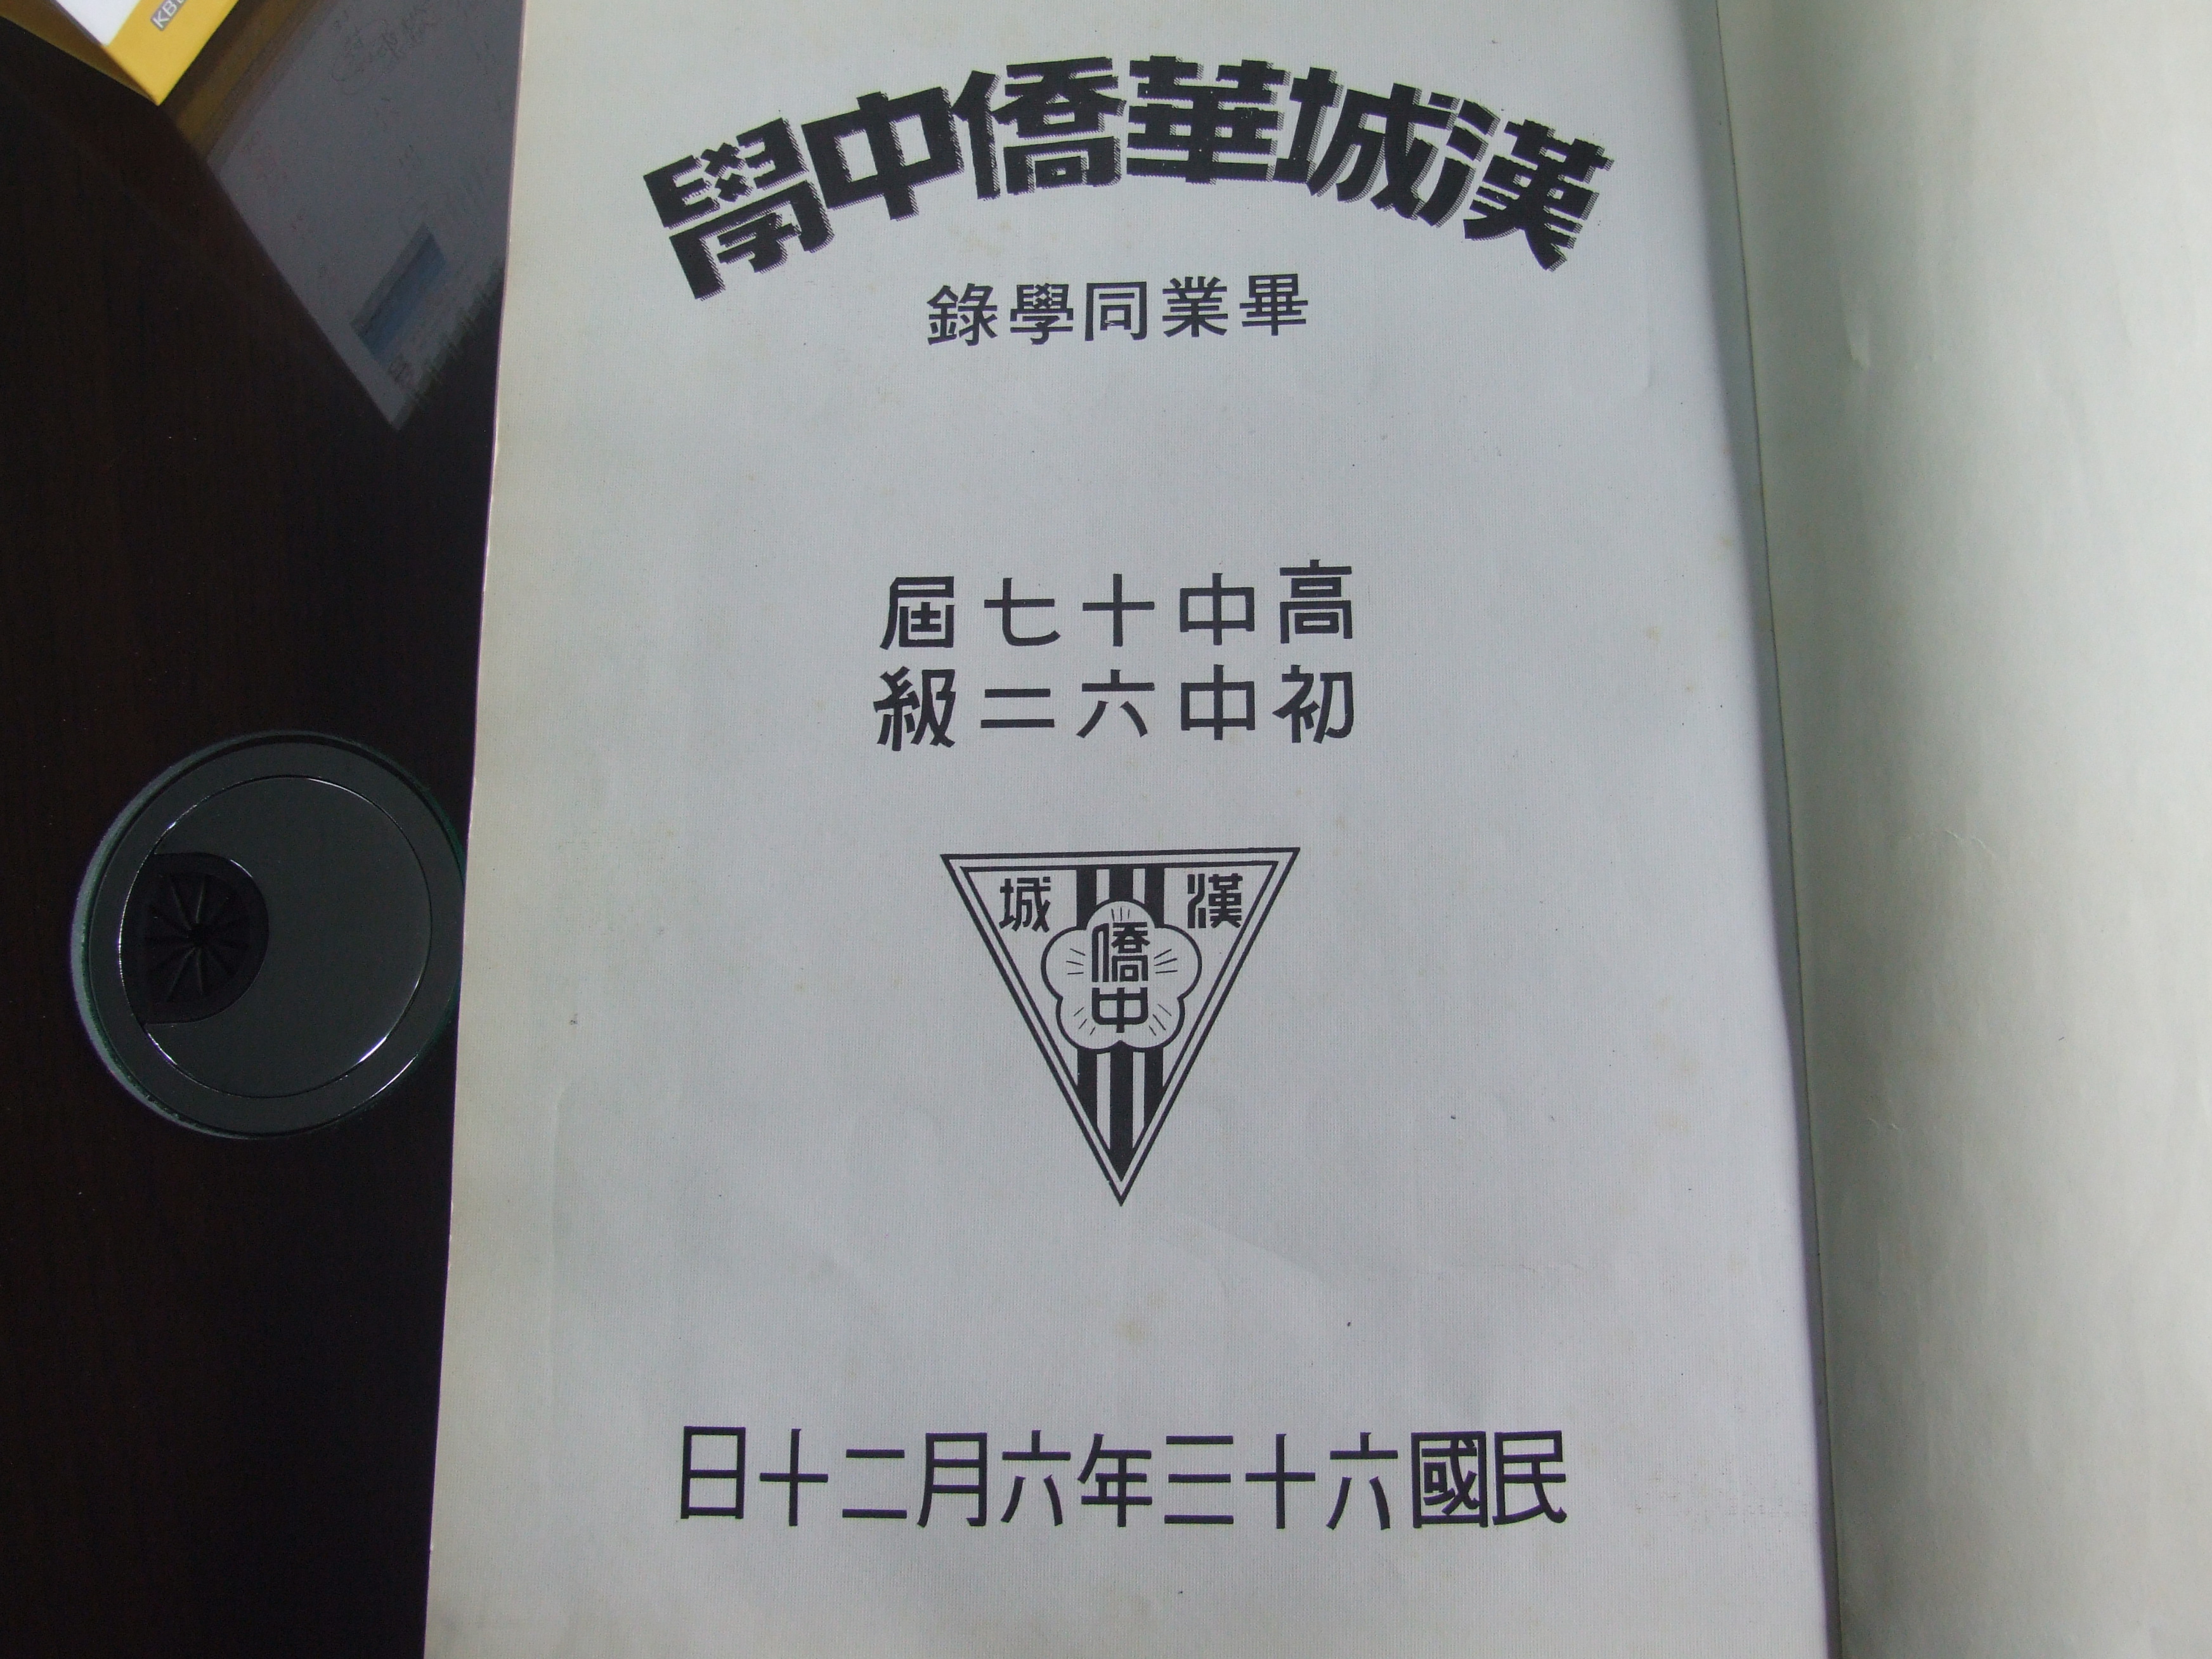 漢城華僑中學
畢業同學錄
高中十七屆
初中六二級
漢城
僑中
民國六十三年六月二十日